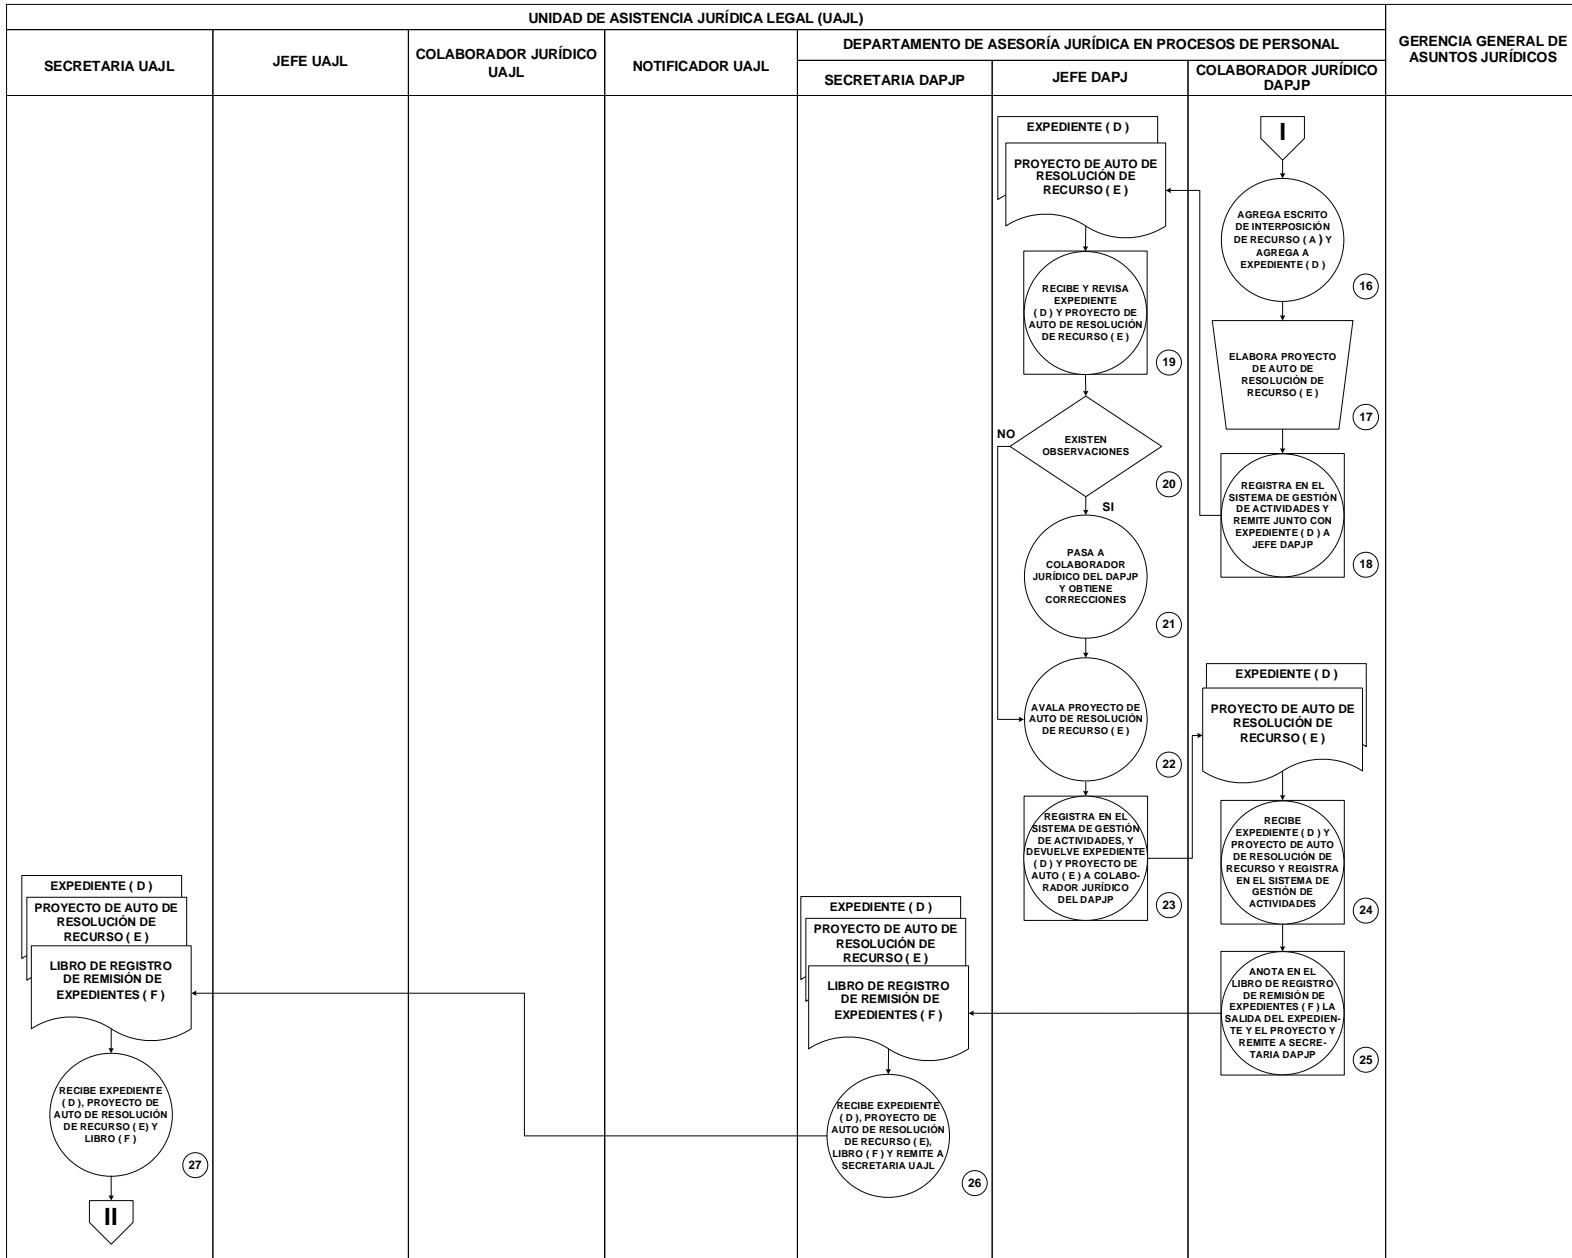 UNIDAD DE ASISTENCIA JURÍDICA LEGAL (UAJL)
GERENCIA GENERAL DE
ASUNTOS JURÍDICOS
SECRETARIA UAJL
JEFE UAJL
COLABORADOR JURÍDICO
UAJL
NOTIFICADOR UAJL
DEPARTAMENTO DE ASESORÍA JURÍDICA EN PROCESOS DE PERSONAL
SECRETARIA DAPJP
JEFE DAPJ
COLABORADOR JURÍDICO
DAPJP
I
AGREGA ESCRITO
DE INTERPOSICIÓN
DE RECURSO ( A ) Y
AGREGA A
EXPEDIENTE ( D )
16
ELABORA PROYECTO
DE AUTO DE
RESOLUCIÓN DE
RECURSO ( E )
17
REGISTRA EN EL
SISTEMA DE GESTIÓN
DE ACTIVIDADES Y
REMITE JUNTO CON
EXPEDIENTE ( D ) A
JEFE DAPJP
18
EXPEDIENTE ( D )
PROYECTO DE AUTO DE
RESOLUCIÓN DE
RECURSO ( E )
RECIBE Y REVISA
EXPEDIENTE
( D ) Y PROYECTO DE
AUTO DE RESOLUCIÓN
DE RECURSO ( E )
19
EXISTEN
OBSERVACIONES
NO
20
SI
PASA A
COLABORADOR
JURÍDICO DEL DAPJP
Y OBTIENE
CORRECCIONES
21
AVALA PROYECTO DE
AUTO DE RESOLUCIÓN
DE RECURSO ( E )
22
REGISTRA EN EL
SISTEMA DE GESTIÓN
DE ACTIVIDADES, Y
DEVUELVE EXPEDIENTE
( D ) Y PROYECTO DE
AUTO ( E ) A COLABO-
RADOR JURÍDICO
DEL DAPJP
23
EXPEDIENTE ( D )
PROYECTO DE AUTO DE
RESOLUCIÓN DE
RECURSO ( E )
RECIBE
EXPEDIENTE ( D ) Y
PROYECTO DE AUTO
DE RESOLUCIÓN DE
RECURSO Y REGISTRA
EN EL SISTEMA DE
GESTIÓN DE
ACTIVIDADES
24
ANOTA EN EL
LIBRO DE REGISTRO
DE REMISIÓN DE
EXPEDIENTES ( F ) LA
SALIDA DEL EXPEDIEN-
TE Y EL PROYECTO Y
REMITE A SECRE-
TARIA DAPJP
25
EXPEDIENTE ( D )
PROYECTO DE AUTO DE
RESOLUCIÓN DE
RECURSO ( E )
LIBRO DE REGISTRO
DE REMISIÓN DE
EXPEDIENTES ( F )
RECIBE EXPEDIENTE
( D ), PROYECTO DE
AUTO DE RESOLUCIÓN
DE RECURSO ( E),
LIBRO ( F ) Y REMITE A
SECRETARIA UAJL
26
EXPEDIENTE ( D )
PROYECTO DE AUTO DE
RESOLUCIÓN DE
RECURSO ( E )
LIBRO DE REGISTRO
DE REMISIÓN DE
EXPEDIENTES ( F )
RECIBE EXPEDIENTE
( D ), PROYECTO DE
AUTO DE RESOLUCIÓN
DE RECURSO ( E) Y
LIBRO ( F )
27
II